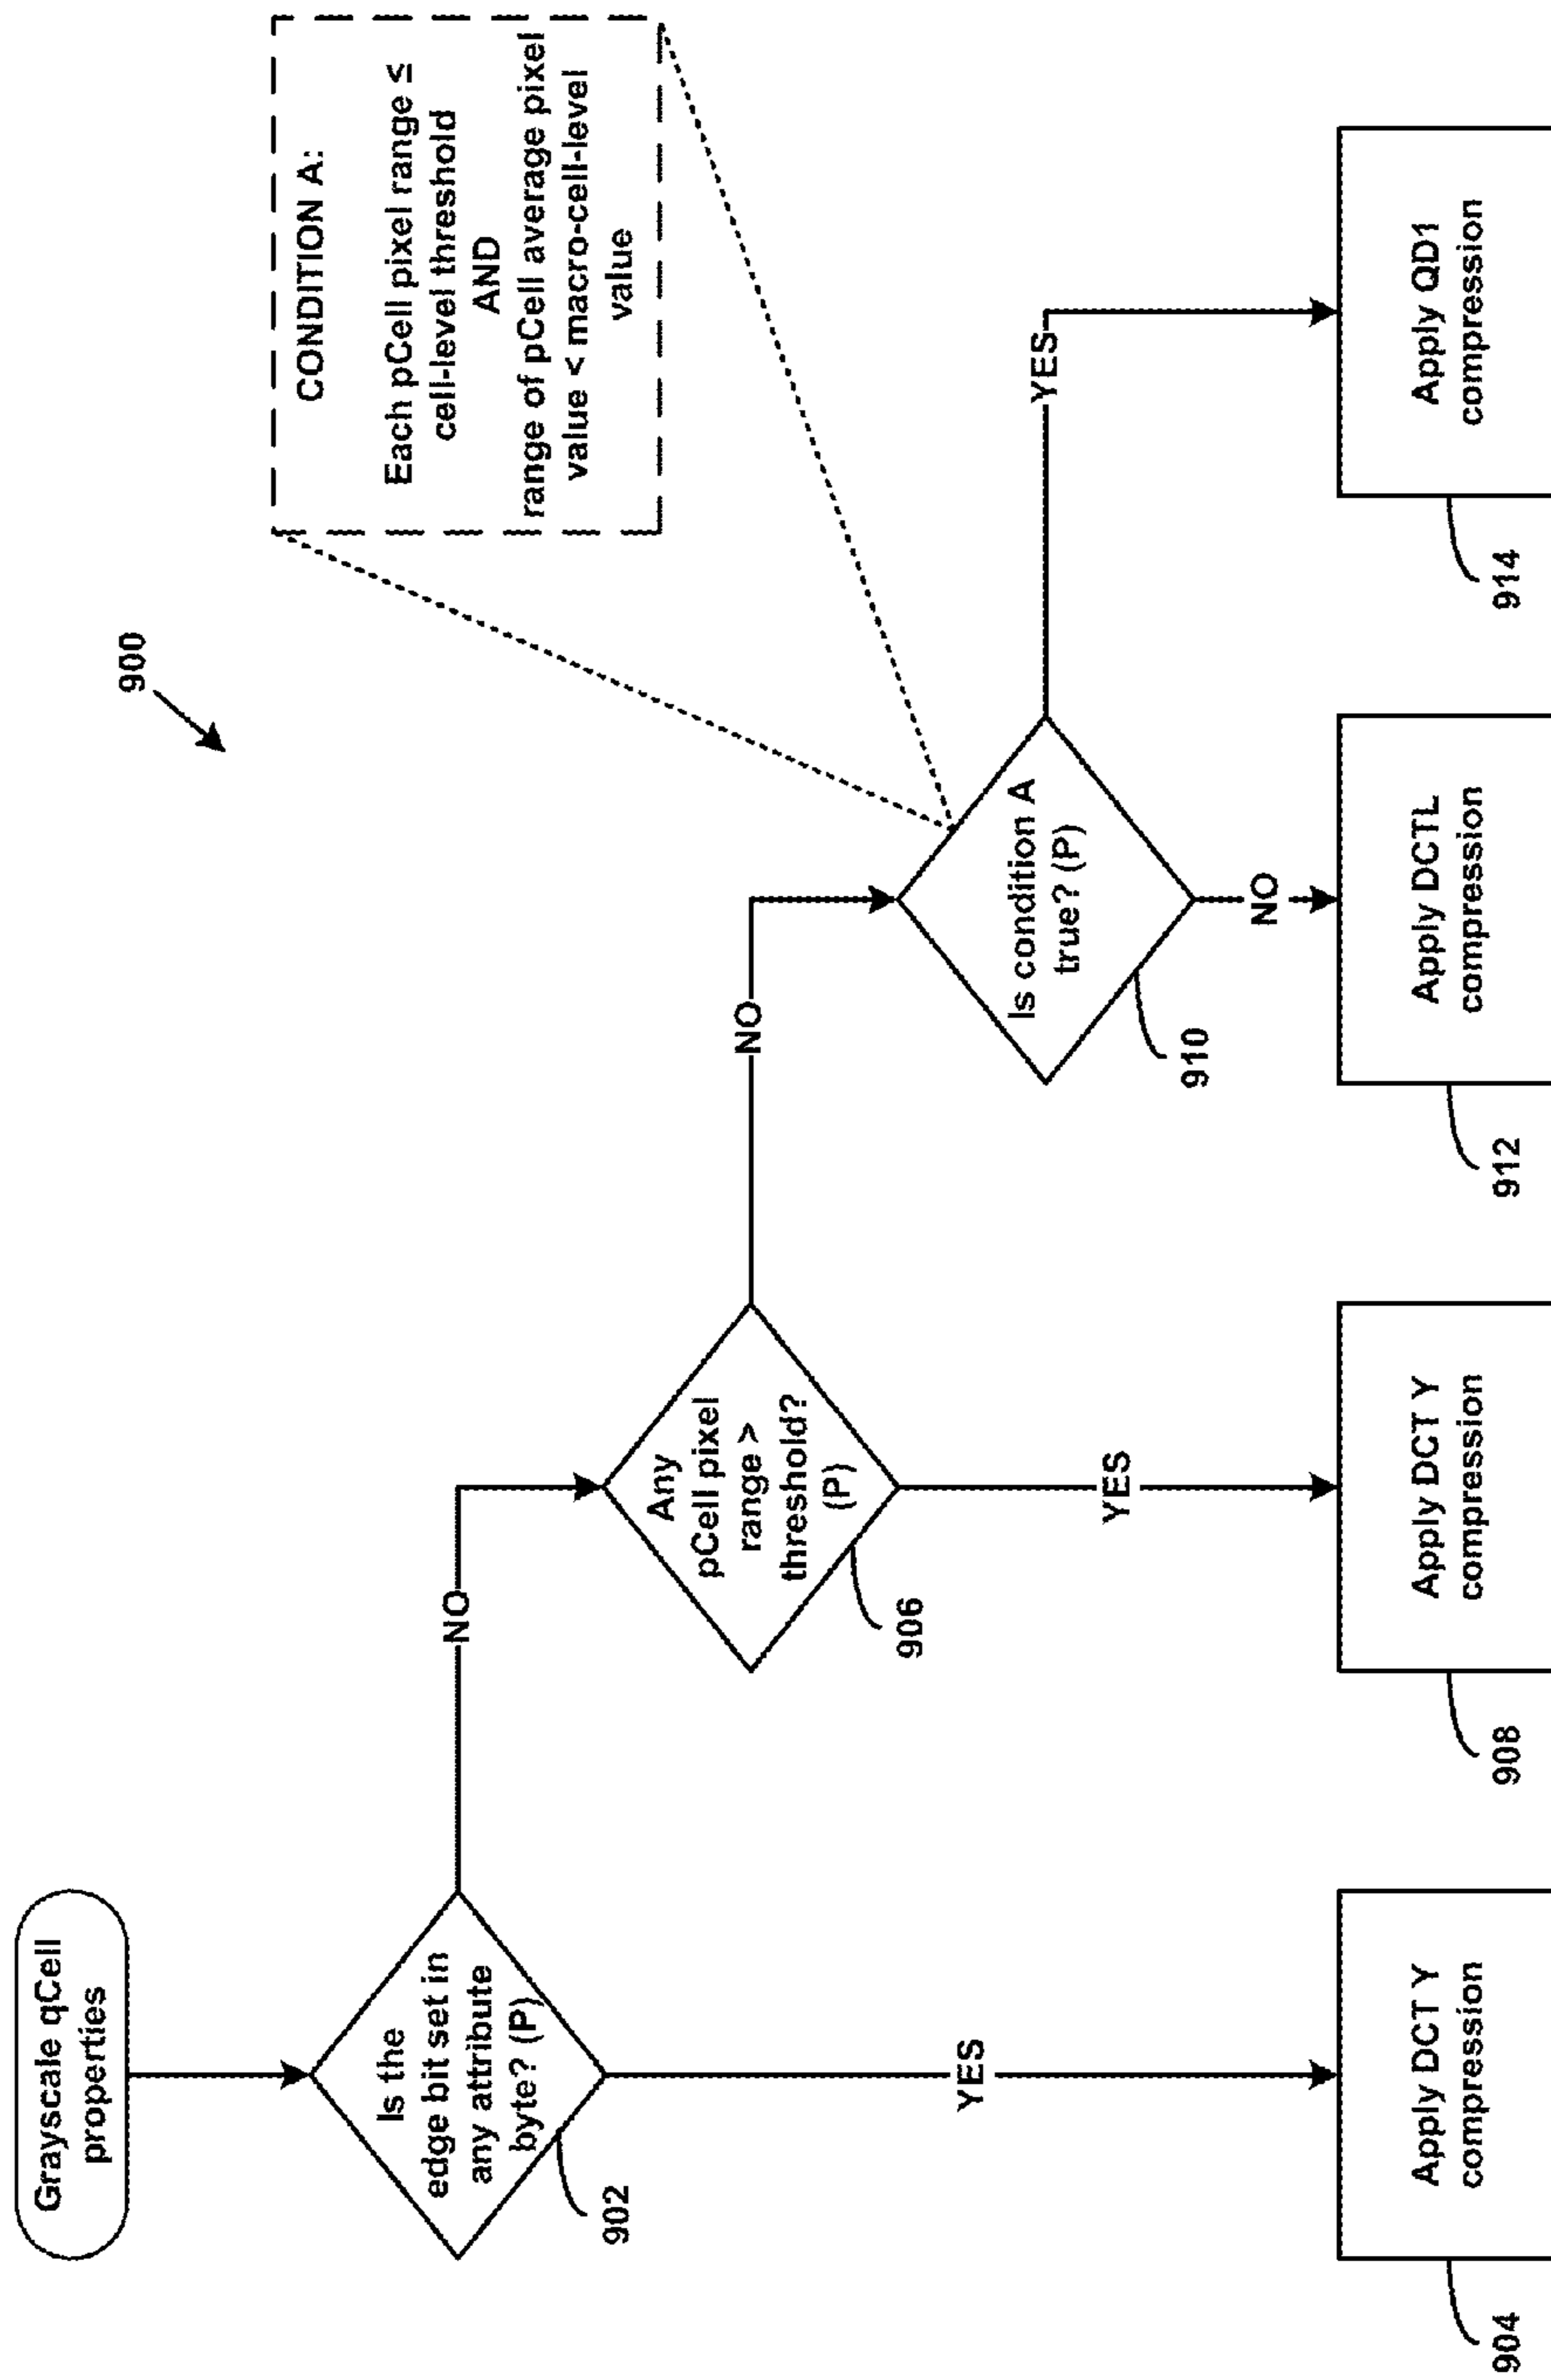 900
Grayscale qCell
properties
Is the
edge bit set in
any attribute
byte? (P)
902
NO
YES
Any
pCell pixel
range >
threshold?
(P)
906
NO
YES
CONDITION A:
Each pCell pixel range ≤
cell-level threshold
AND
range of pCell average pixel
value < macro-cell-level
value
Is condition A
true? (P)
910
YES
NO
Apply DCT Y
compression
904
Apply DCT Y
compression
908
Apply DCTL
compression
912
Apply QD1
compression
914